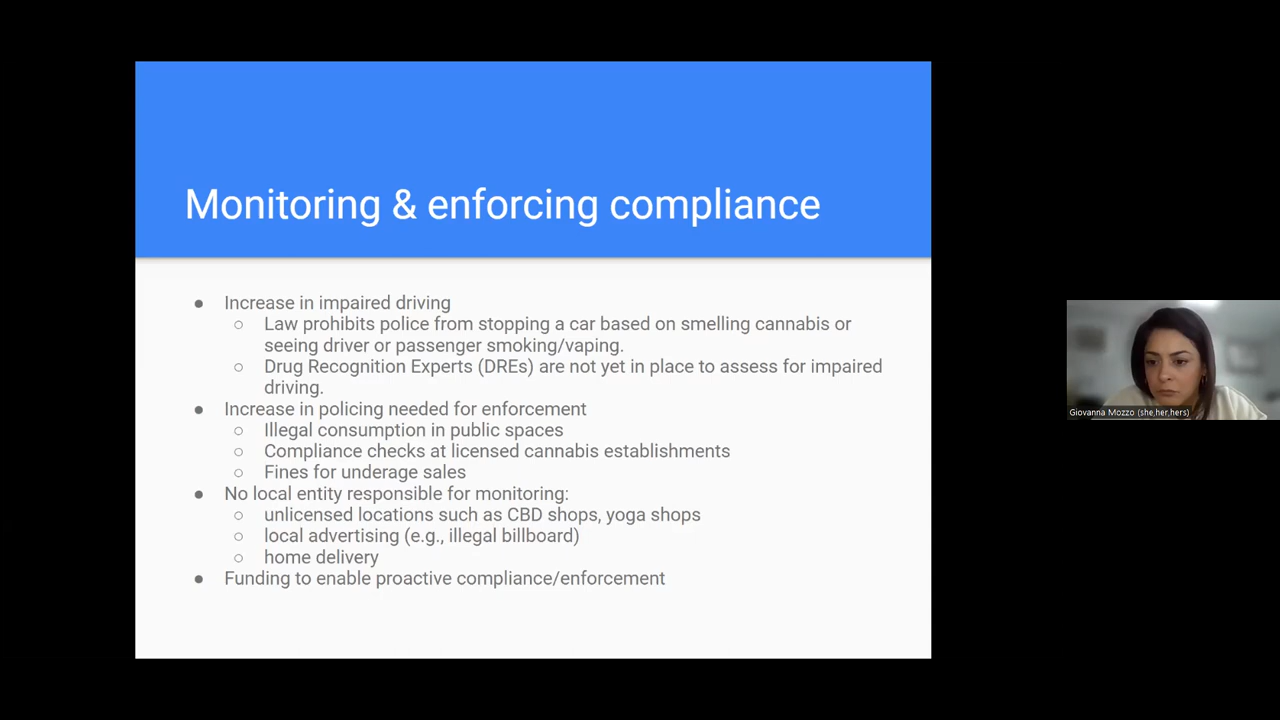 Monitoring & enforcing compliance
● Increase in impaired driving
○ Law prohibits police from stopping a car based on smelling cannabis or
seeing driver or passenger smoking/vaping.
○ Drug Recognition Experts (DREs) are not yet in place to assess for impaired
driving.
● Increase in policing needed for enforcement
○ Illegal consumption in public spaces
○ Compliance checks at licensed cannabis establishments
○ Fines for underage sales
● No local entity responsible for monitoring:
○ unlicensed locations such as CBD shops, yoga shops
○ local advertising (e.g., illegal billboard)
○ home delivery
● Funding to enable proactive compliance/enforcement
Giovanna Mozzo (she,her,hers)